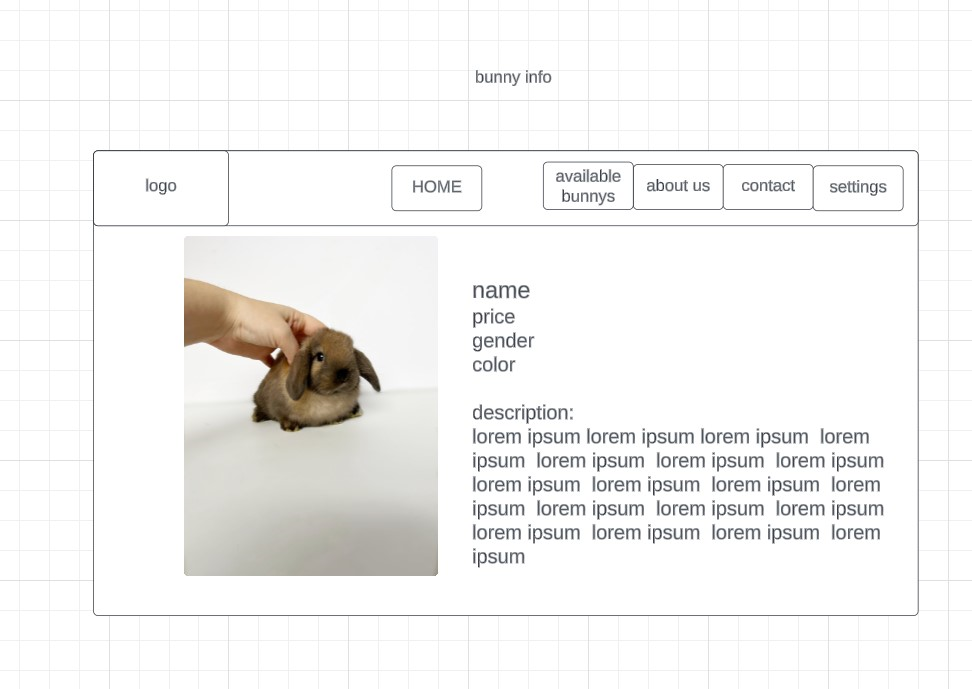 bunny info
logo
HOME
available
bunnys
about us
contact
settings
name
price
gender
color
description:
lorem ipsum lorem ipsum lorem ipsum  lorem
ipsum  lorem ipsum  lorem ipsum  lorem ipsum
lorem ipsum  lorem ipsum  lorem ipsum  lorem
ipsum  lorem ipsum  lorem ipsum  lorem ipsum
lorem ipsum  lorem ipsum  lorem ipsum  lorem
ipsum